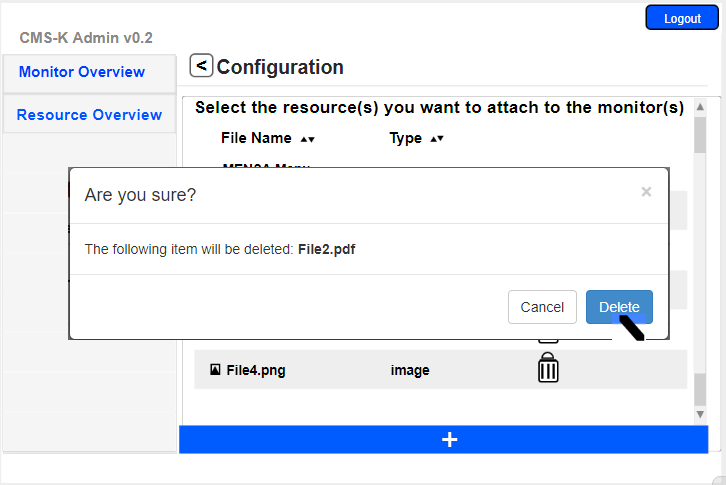 Logout
CMS-K Admin v0.2
Monitor Overview
Resource Overview
< Configuration
Select the resource(s) you want to attach to the monitor(s)
File Name Type
Are you sure? ×
The following item will be deleted: File2.pdf
Cancel Delete
File4.png image
+